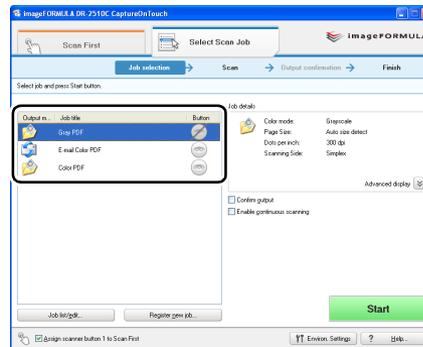 imageFORMULA DR-2510C CaptureOnTouch
Scan First
Select Scan Job
imageFORMULA
Job selection
Scan
Output confirmation
Finish
Select job and press Start button.
Job details
Output m... Job title Button
Gray PDF
E-mail Color PDF
Color PDF
Color mode: Grayscale
Page Size: Auto size detect
Dots per inch: 300 dpi
Scanning Side: Simplex
Advanced display
Confirm output
Enable continuous scanning
Job list/edit...
Register new job...
Start
Assign scanner button 1 to Scan First
Environ. Settings
? Help...